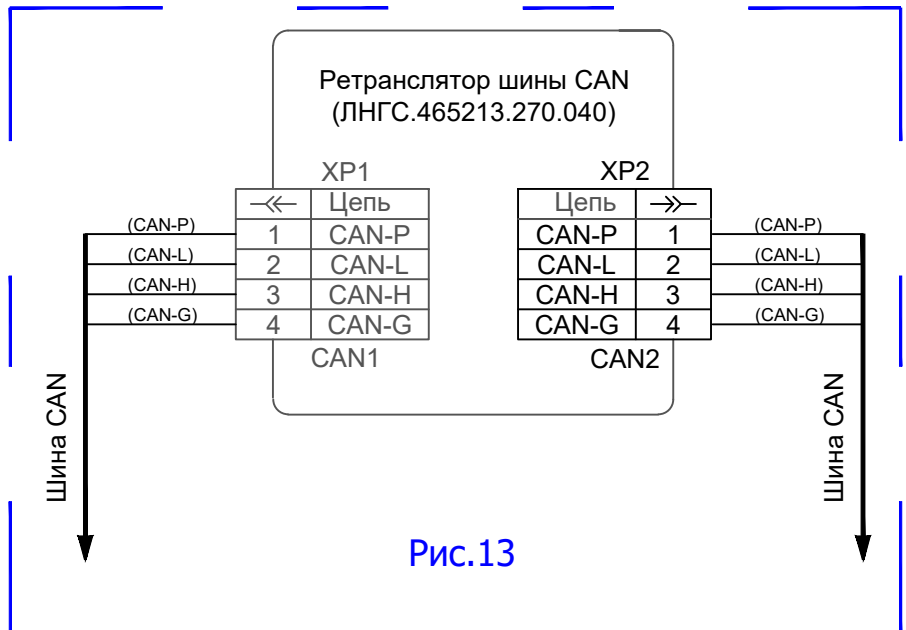 Ретранслятор шины CAN
(ЛНГС.465213.270.040)
XP1
Цепь
1 CAN-P
2 CAN-L
3 CAN-H
4 CAN-G
CAN1
(CAN-P)
(CAN-L)
(CAN-H)
(CAN-G)
Шина CAN
XP2
Цепь
CAN-P 1
CAN-L 2
CAN-H 3
CAN-G 4
CAN2
(CAN-P)
(CAN-L)
(CAN-H)
(CAN-G)
Шина CAN
Рис.13